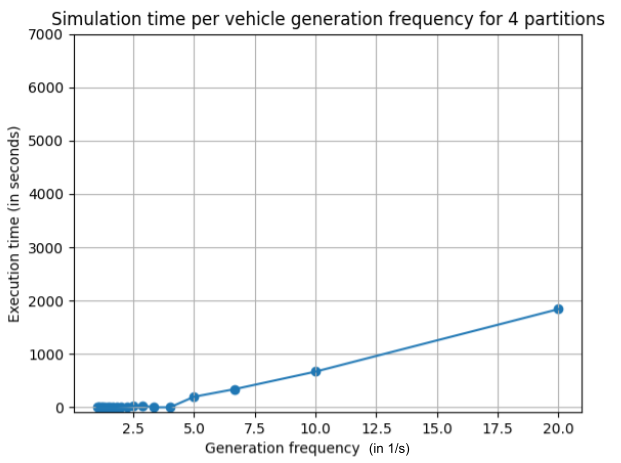 Simulation time per vehicle generation frequency for 4 partitions
7000
6000
5000
4000
3000
2000
1000
0
Execution time (in seconds)
2.5 5.0 7.5 10.0 12.5 15.0 17.5 20.0
Generation frequency (in 1/s)